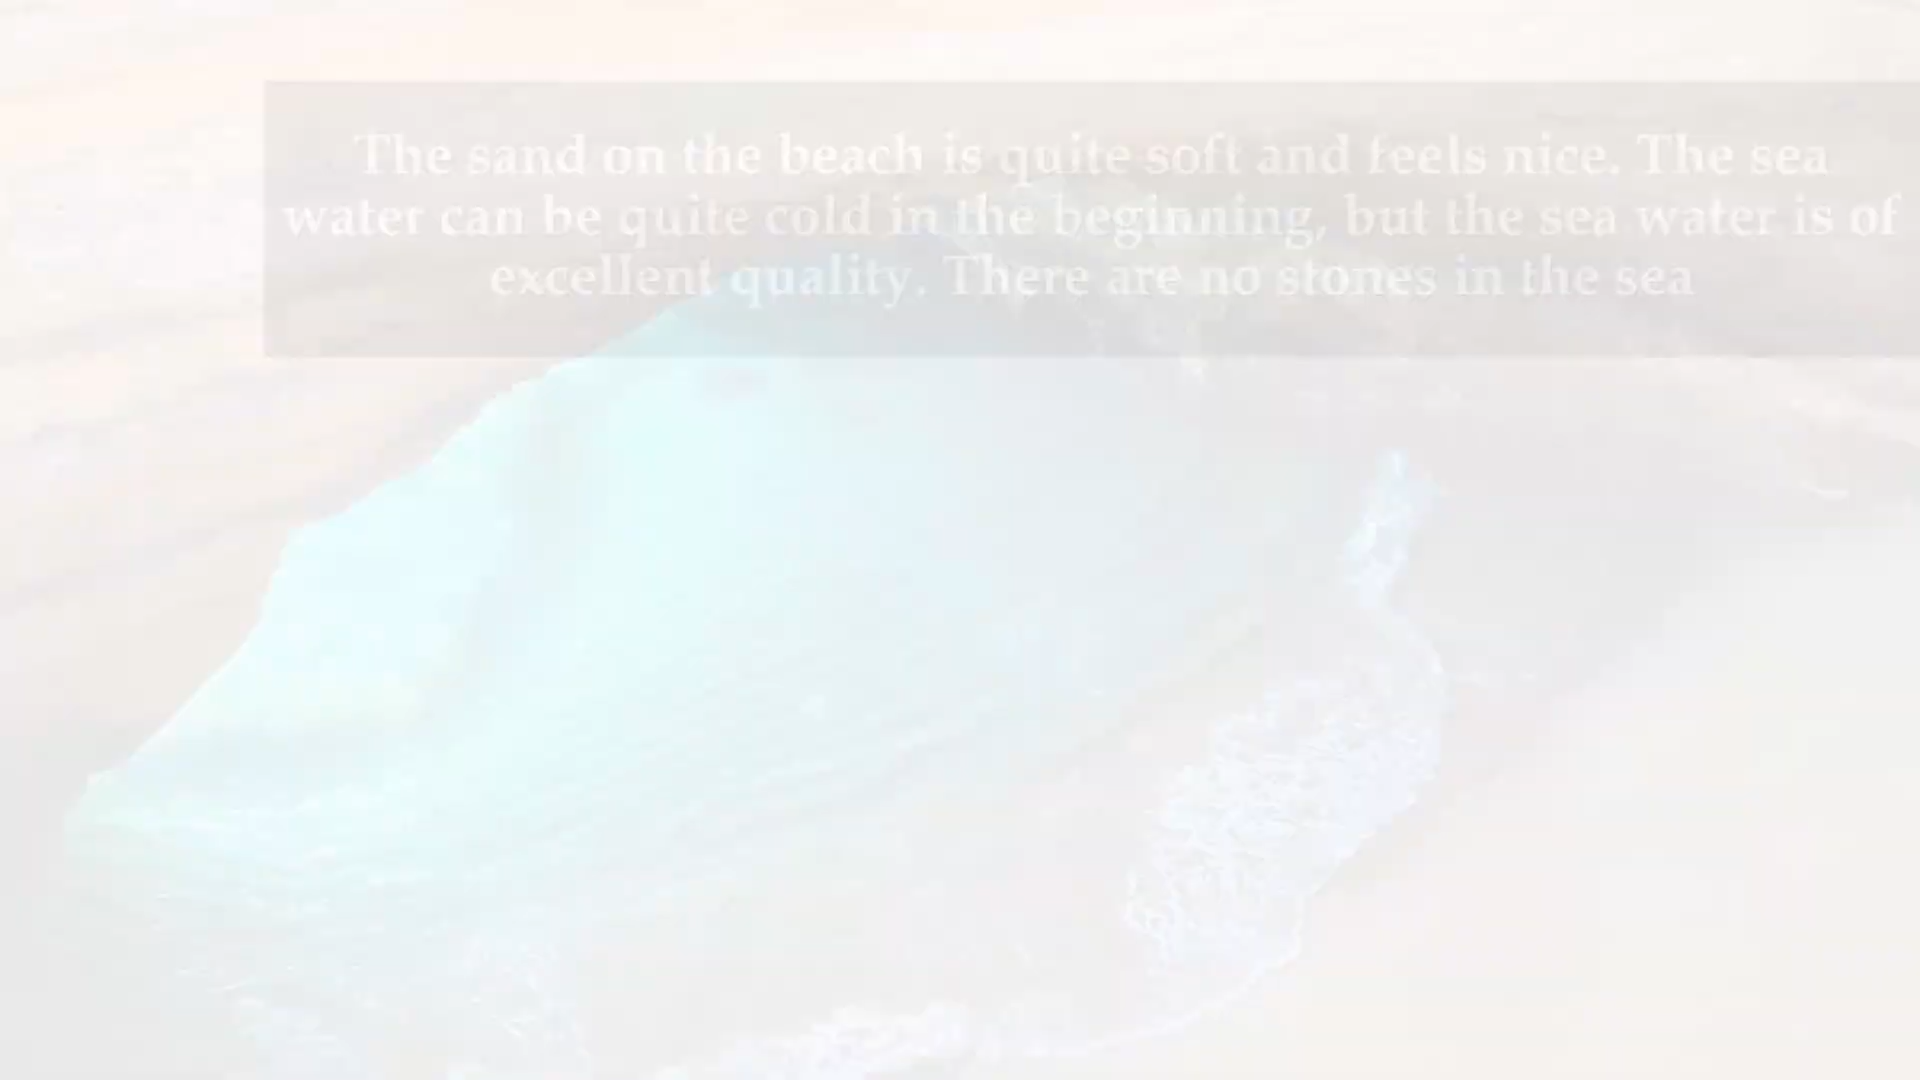 The sand on the beach is quite soft and feels nice. The sea
water can be quite cold in the beginning, but the sea water is of
excellent quality. There are no stones in the sea